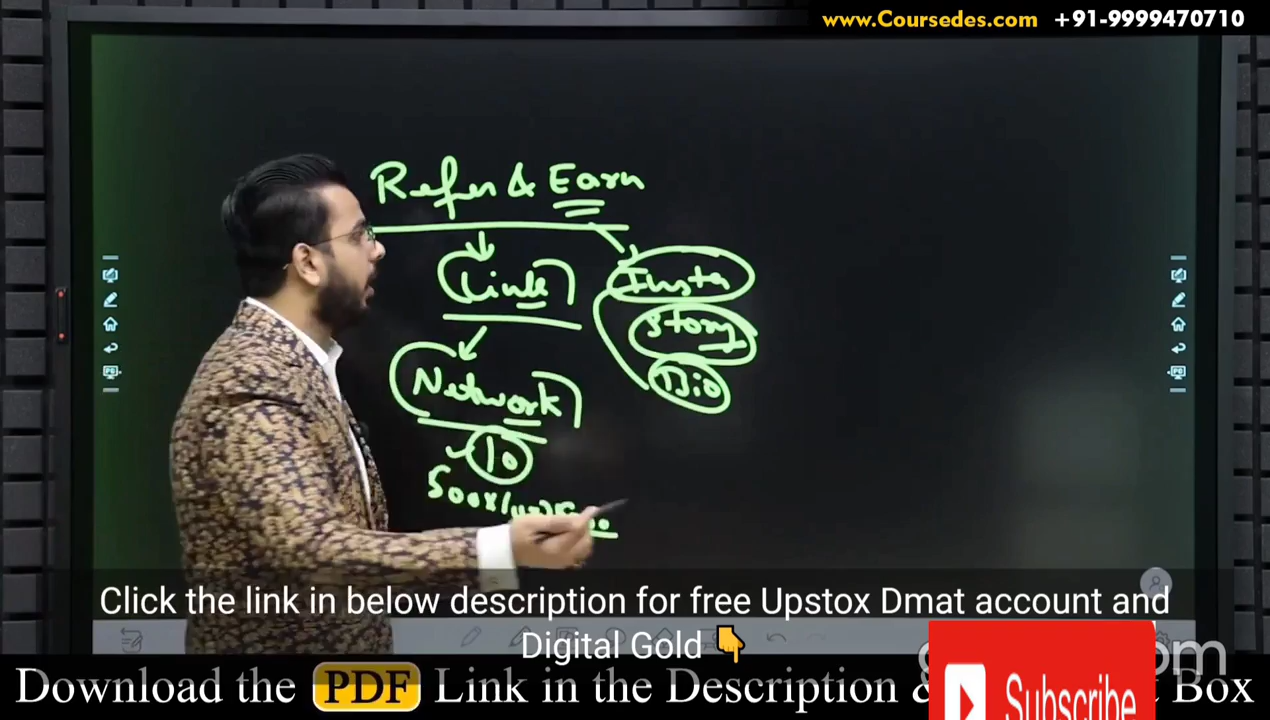 www.Coursedes.com +91-9999470710
Refer & Earn
Link
Insta
Story
Bio
Network
10
500x
Click the link in below description for free Upstox Dmat account and
Digital Gold 👇
Download the PDF Link in the Description & Box
Subscribe